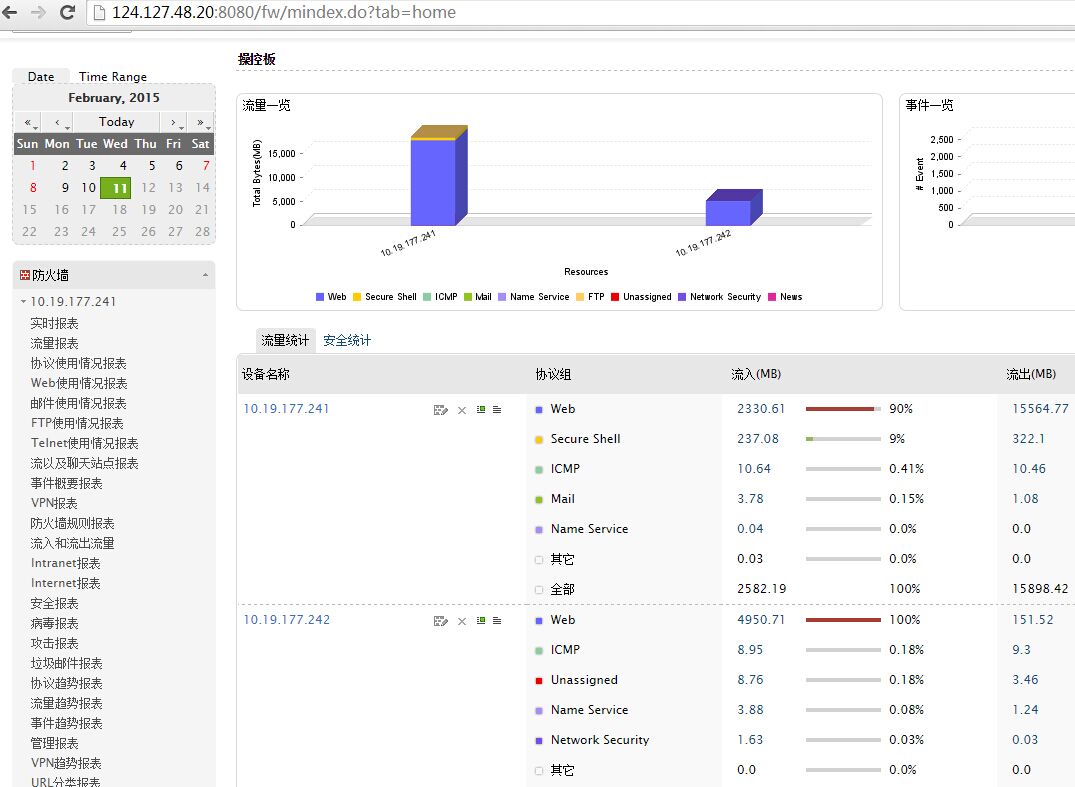 124.127.48.20:8080/fw/mindex.do?tab=home
操控板
Date Time Range
February, 2015
« ‹ Today › »
Sun Mon Tue Wed Thu Fri Sat
1 2 3 4 5 6 7
8 9 10 11 12 13 14
15 16 17 18 19 20 21
22 23 24 25 26 27 28
防火墙
10.19.177.241
实时报表
流量报表
协议使用情况报表
Web使用情况报表
邮件使用情况报表
FTP使用情况报表
Telnet使用情况报表
流以及聊天站点报表
事件概要报表
VPN报表
防火墙规则报表
流入和流出流量
Intranet报表
Internet报表
安全报表
病毒报表
攻击报表
垃圾邮件报表
协议趋势报表
流量趋势报表
事件趋势报表
管理报表
VPN趋势报表
URL分类报表
流量一览
Total Bytes(MB)
15,000
10,000
5,000
0
10.19.177.241 10.19.177.242
Resources
Web Secure Shell ICMP Mail Name Service FTP Unassigned Network Security News
事件一览
# Event
2,500
2,000
1,500
1,000
500
0
流量统计 安全统计
设备名称 协议组 流入(MB) 流出(MB)
10.19.177.241 Web 2330.61 90% 15564.77
Secure Shell 237.08 9% 322.1
ICMP 10.64 0.41% 10.46
Mail 3.78 0.15% 1.08
Name Service 0.04 0.0% 0.0
其它 0.03 0.0% 0.0
全部 2582.19 100% 15898.42
10.19.177.242 Web 4950.71 100% 151.52
ICMP 8.95 0.18% 9.3
Unassigned 8.76 0.18% 3.46
Name Service 3.88 0.08% 1.24
Network Security 1.63 0.03% 0.03
其它 0.0 0.0% 0.0